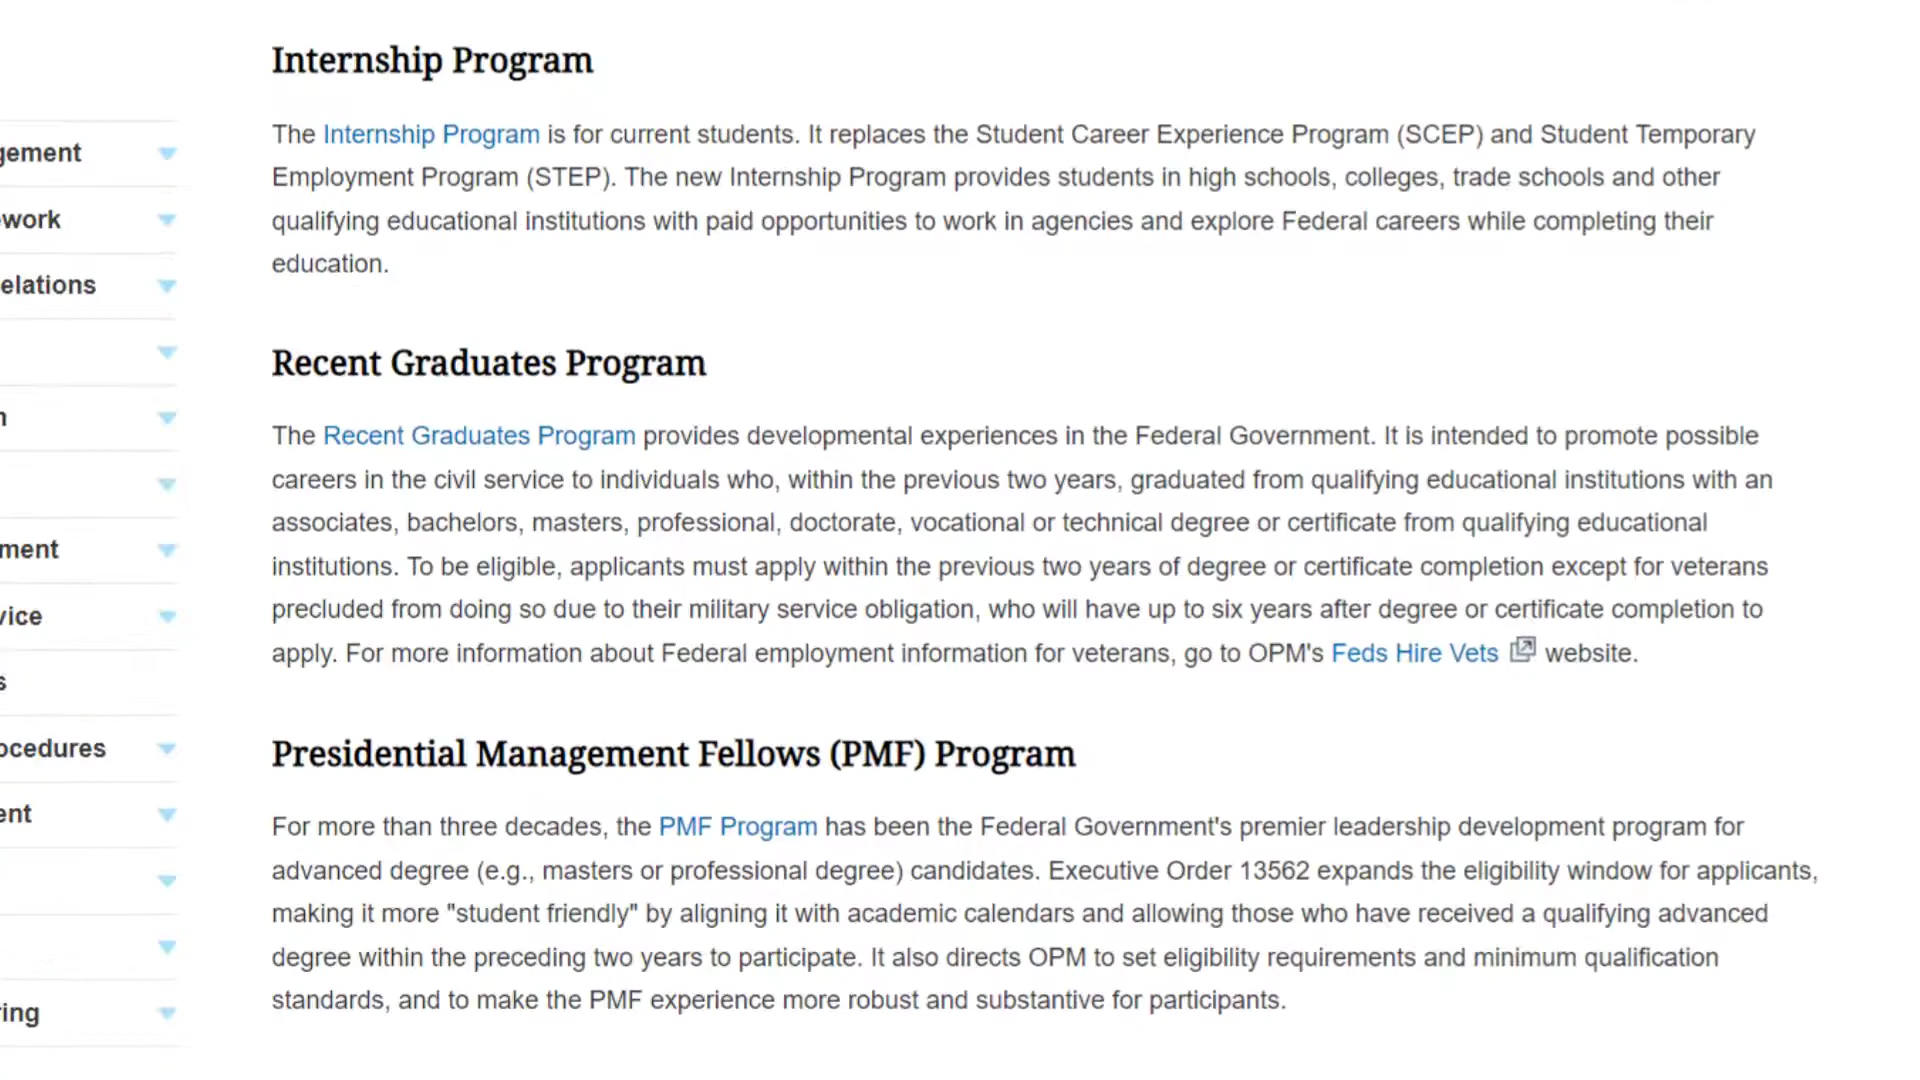 Internship Program
The Internship Program is for current students. It replaces the Student Career Experience Program (SCEP) and Student Temporary
Employment Program (STEP). The new Internship Program provides students in high schools, colleges, trade schools and other
qualifying educational institutions with paid opportunities to work in agencies and explore Federal careers while completing their
education.
Recent Graduates Program
The Recent Graduates Program provides developmental experiences in the Federal Government. It is intended to promote possible
careers in the civil service to individuals who, within the previous two years, graduated from qualifying educational institutions with an
associates, bachelors, masters, professional, doctorate, vocational or technical degree or certificate from qualifying educational
institutions. To be eligible, applicants must apply within the previous two years of degree or certificate completion except for veterans
precluded from doing so due to their military service obligation, who will have up to six years after degree or certificate completion to
apply. For more information about Federal employment information for veterans, go to OPM's Feds Hire Vets website.
Presidential Management Fellows (PMF) Program
For more than three decades, the PMF Program has been the Federal Government's premier leadership development program for
advanced degree (e.g., masters or professional degree) candidates. Executive Order 13562 expands the eligibility window for applicants,
making it more "student friendly" by aligning it with academic calendars and allowing those who have received a qualifying advanced
degree within the preceding two years to participate. It also directs OPM to set eligibility requirements and minimum qualification
standards, and to make the PMF experience more robust and substantive for participants.
gement
work
elations
n
ment
vice
s
ocedures
ent
ring